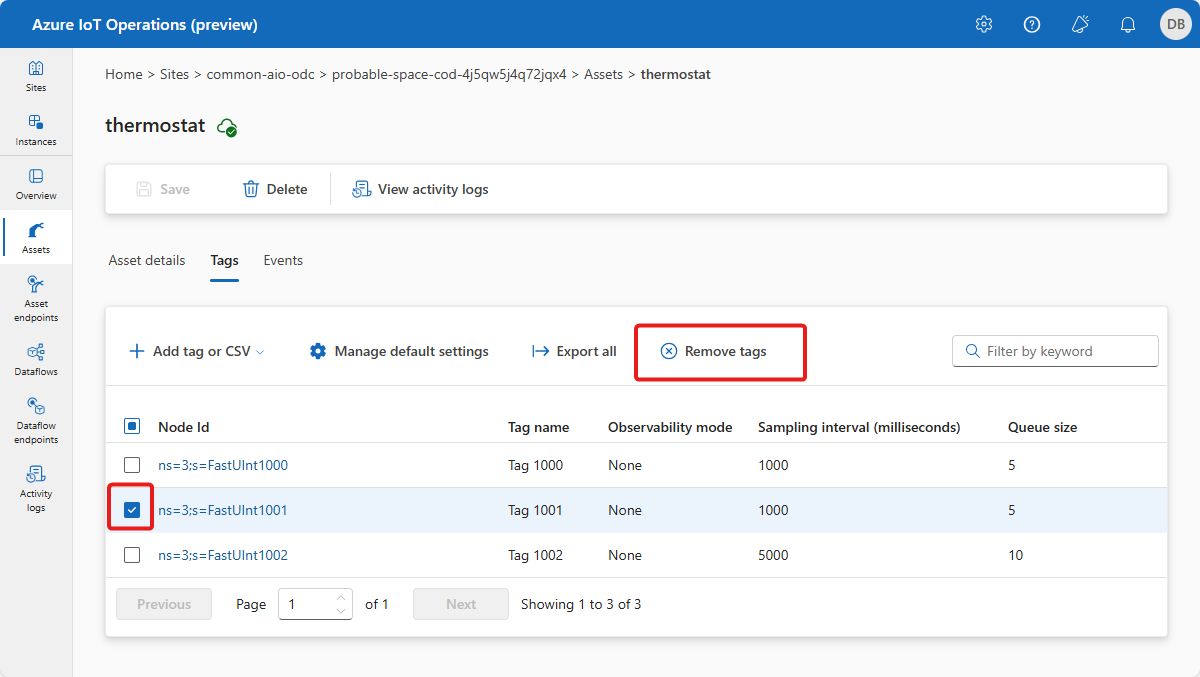 Azure IoT Operations (preview)
DB
Sites
Instances
Overview
Assets
Asset
endpoints
Dataflows
Dataflow
endpoints
Activity
logs
Home > Sites > common-aio-odc > probable-space-cod-4j5qw5j4q72jqx4 > Assets > thermostat
thermostat
Save Delete View activity logs
Asset details Tags Events
Add tag or CSV Manage default settings Export all Remove tags Filter by keyword
Node Id Tag name Observability mode Sampling interval (milliseconds) Queue size
ns=3;s=FastUInt1000 Tag 1000 None 1000 5
ns=3;s=FastUInt1001 Tag 1001 None 1000 5
ns=3;s=FastUInt1002 Tag 1002 None 5000 10
Previous Page 1 of 1 Next Showing 1 to 3 of 3